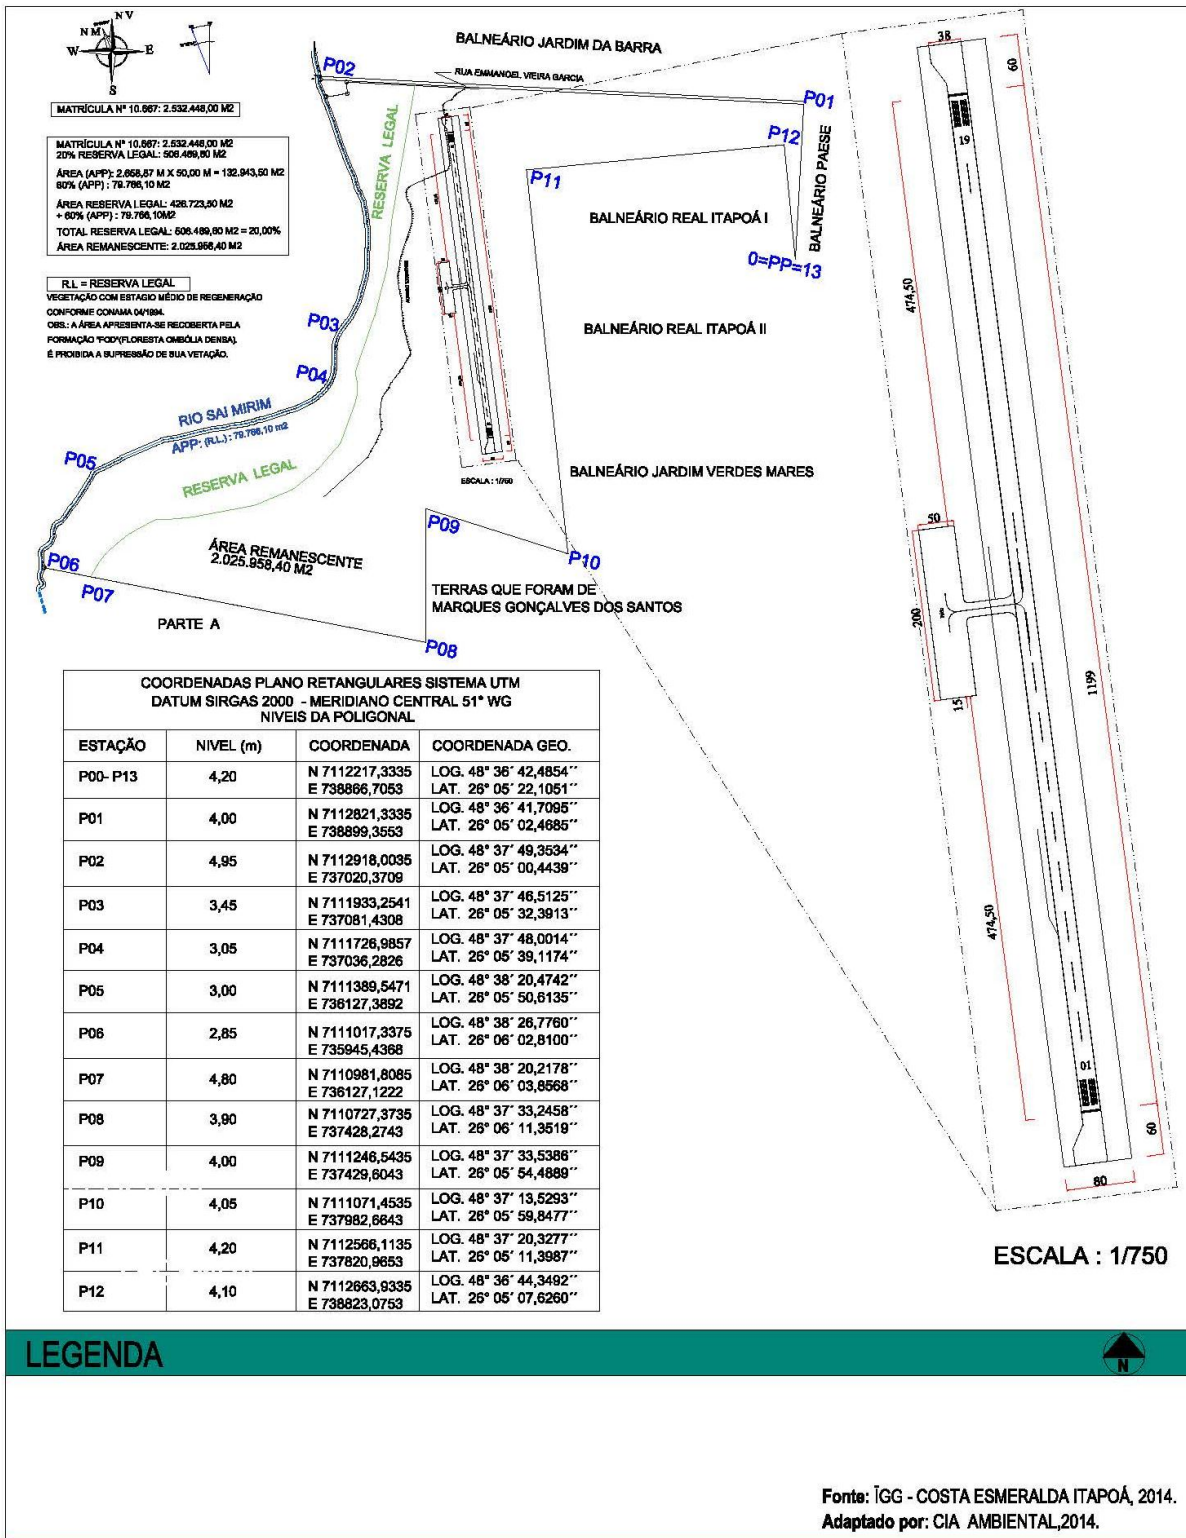 NV
NM
W
E
S
BALNEÁRIO JARDIM DA BARRA
P02
RUA EMMANOEL VIEIRA GARCIA
P01
MATRÍCULA Nº 10.667: 2.532.448,00 M2
MATRÍCULA Nº 10.667: 2.532.448,00 M2
20% RESERVA LEGAL: 506.489,60 M2
ÁREA (APP): 2.658,87 M X 50,00 M = 132.943,50 M2
60% (APP) : 79.766,10 M2
ÁREA RESERVA LEGAL: 426.723,50 M2
+ 60% (APP) : 79.766,10M2
TOTAL RESERVA LEGAL: 506.489,60 M2 = 20,00%
ÁREA REMANESCENTE: 2.025.958,40 M2
R.L = RESERVA LEGAL
VEGETAÇÃO COM ESTAGIO MÉDIO DE REGENERAÇÃO
CONFORME CONAMA 04/1994.
OBS.: A ÁREA APRESENTA-SE RECOBERTA PELA
FORMAÇÃO "FOD"(FLORESTA OMBÓLIA DENSA).
É PROIBIDA A SUPRESSÃO DE SUA VETAÇÃO.
RESERVA LEGAL
P12
P11
BALNEÁRIO PAESE
BALNEÁRIO REAL ITAPOÁ I
0=PP=13
BALNEÁRIO REAL ITAPOÁ II
P03
P04
RIO SAI MIRIM
APP: (R.L.) : 79.766,10 m2
P05
RESERVA LEGAL
BALNEÁRIO JARDIM VERDES MARES
ESCALA : 1/750
P09
P10
ÁREA REMANESCENTE
2.025.958,40 M2
P06
P07
TERRAS QUE FORAM DE
MARQUES GONÇALVES DOS SANTOS
PARTE A
P08
38
60
19
474,50
50
200
15
1199
474,50
01
60
80
ESCALA : 1/750
COORDENADAS PLANO RETANGULARES SISTEMA UTM
DATUM SIRGAS 2000 - MERIDIANO CENTRAL 51° WG
NIVEIS DA POLIGONAL
ESTAÇÃO NIVEL (m) COORDENADA COORDENADA GEO.
P00- P13 4,20 N 7112217,3335 LOG. 48° 36´ 42,4854´´
E 738866,7053 LAT. 26° 05´ 22,1051´´
P01 4,00 N 7112821,3335 LOG. 48° 36´ 41,7095´´
E 738899,3553 LAT. 26° 05´ 02,4685´´
P02 4,95 N 7112918,0035 LOG. 48° 37´ 49,3534´´
E 737020,3709 LAT. 26° 05´ 00,4439´´
P03 3,45 N 7111933,2541 LOG. 48° 37´ 46,5125´´
E 737081,4308 LAT. 26° 05´ 32,3913´´
P04 3,05 N 7111726,9857 LOG. 48° 37´ 48,0014´´
E 737036,2826 LAT. 26° 05´ 39,1174´´
P05 3,00 N 7111389,5471 LOG. 48° 38´ 20,4742´´
E 736127,3892 LAT. 26° 05´ 50,6135´´
P06 2,85 N 7111017,3375 LOG. 48° 38´ 26,7760´´
E 735945,4368 LAT. 26° 06´ 02,8100´´
P07 4,80 N 7110981,8085 LOG. 48° 38´ 20,2178´´
E 736127,1222 LAT. 26° 06´ 03,8568´´
P08 3,90 N 7110727,3735 LOG. 48° 37´ 33,2458´´
E 737428,2743 LAT. 26° 06´ 11,3519´´
P09 4,00 N 7111246,5435 LOG. 48° 37´ 33,5386´´
E 737429,6043 LAT. 26° 05´ 54,4889´´
P10 4,05 N 7111071,4535 LOG. 48° 37´ 13,5293´´
E 737982,6643 LAT. 26° 05´ 59,8477´´
P11 4,20 N 7112566,1135 LOG. 48° 37´ 20,3277´´
E 737820,9653 LAT. 26° 05´ 11,3987´´
P12 4,10 N 7112663,9335 LOG. 48° 36´ 44,3492´´
E 738823,0753 LAT. 26° 05´ 07,6260´´
LEGENDA
N
Fonte: ĪGG - COSTA ESMERALDA ITAPOÁ, 2014.
Adaptado por: CIA AMBIENTAL,2014.